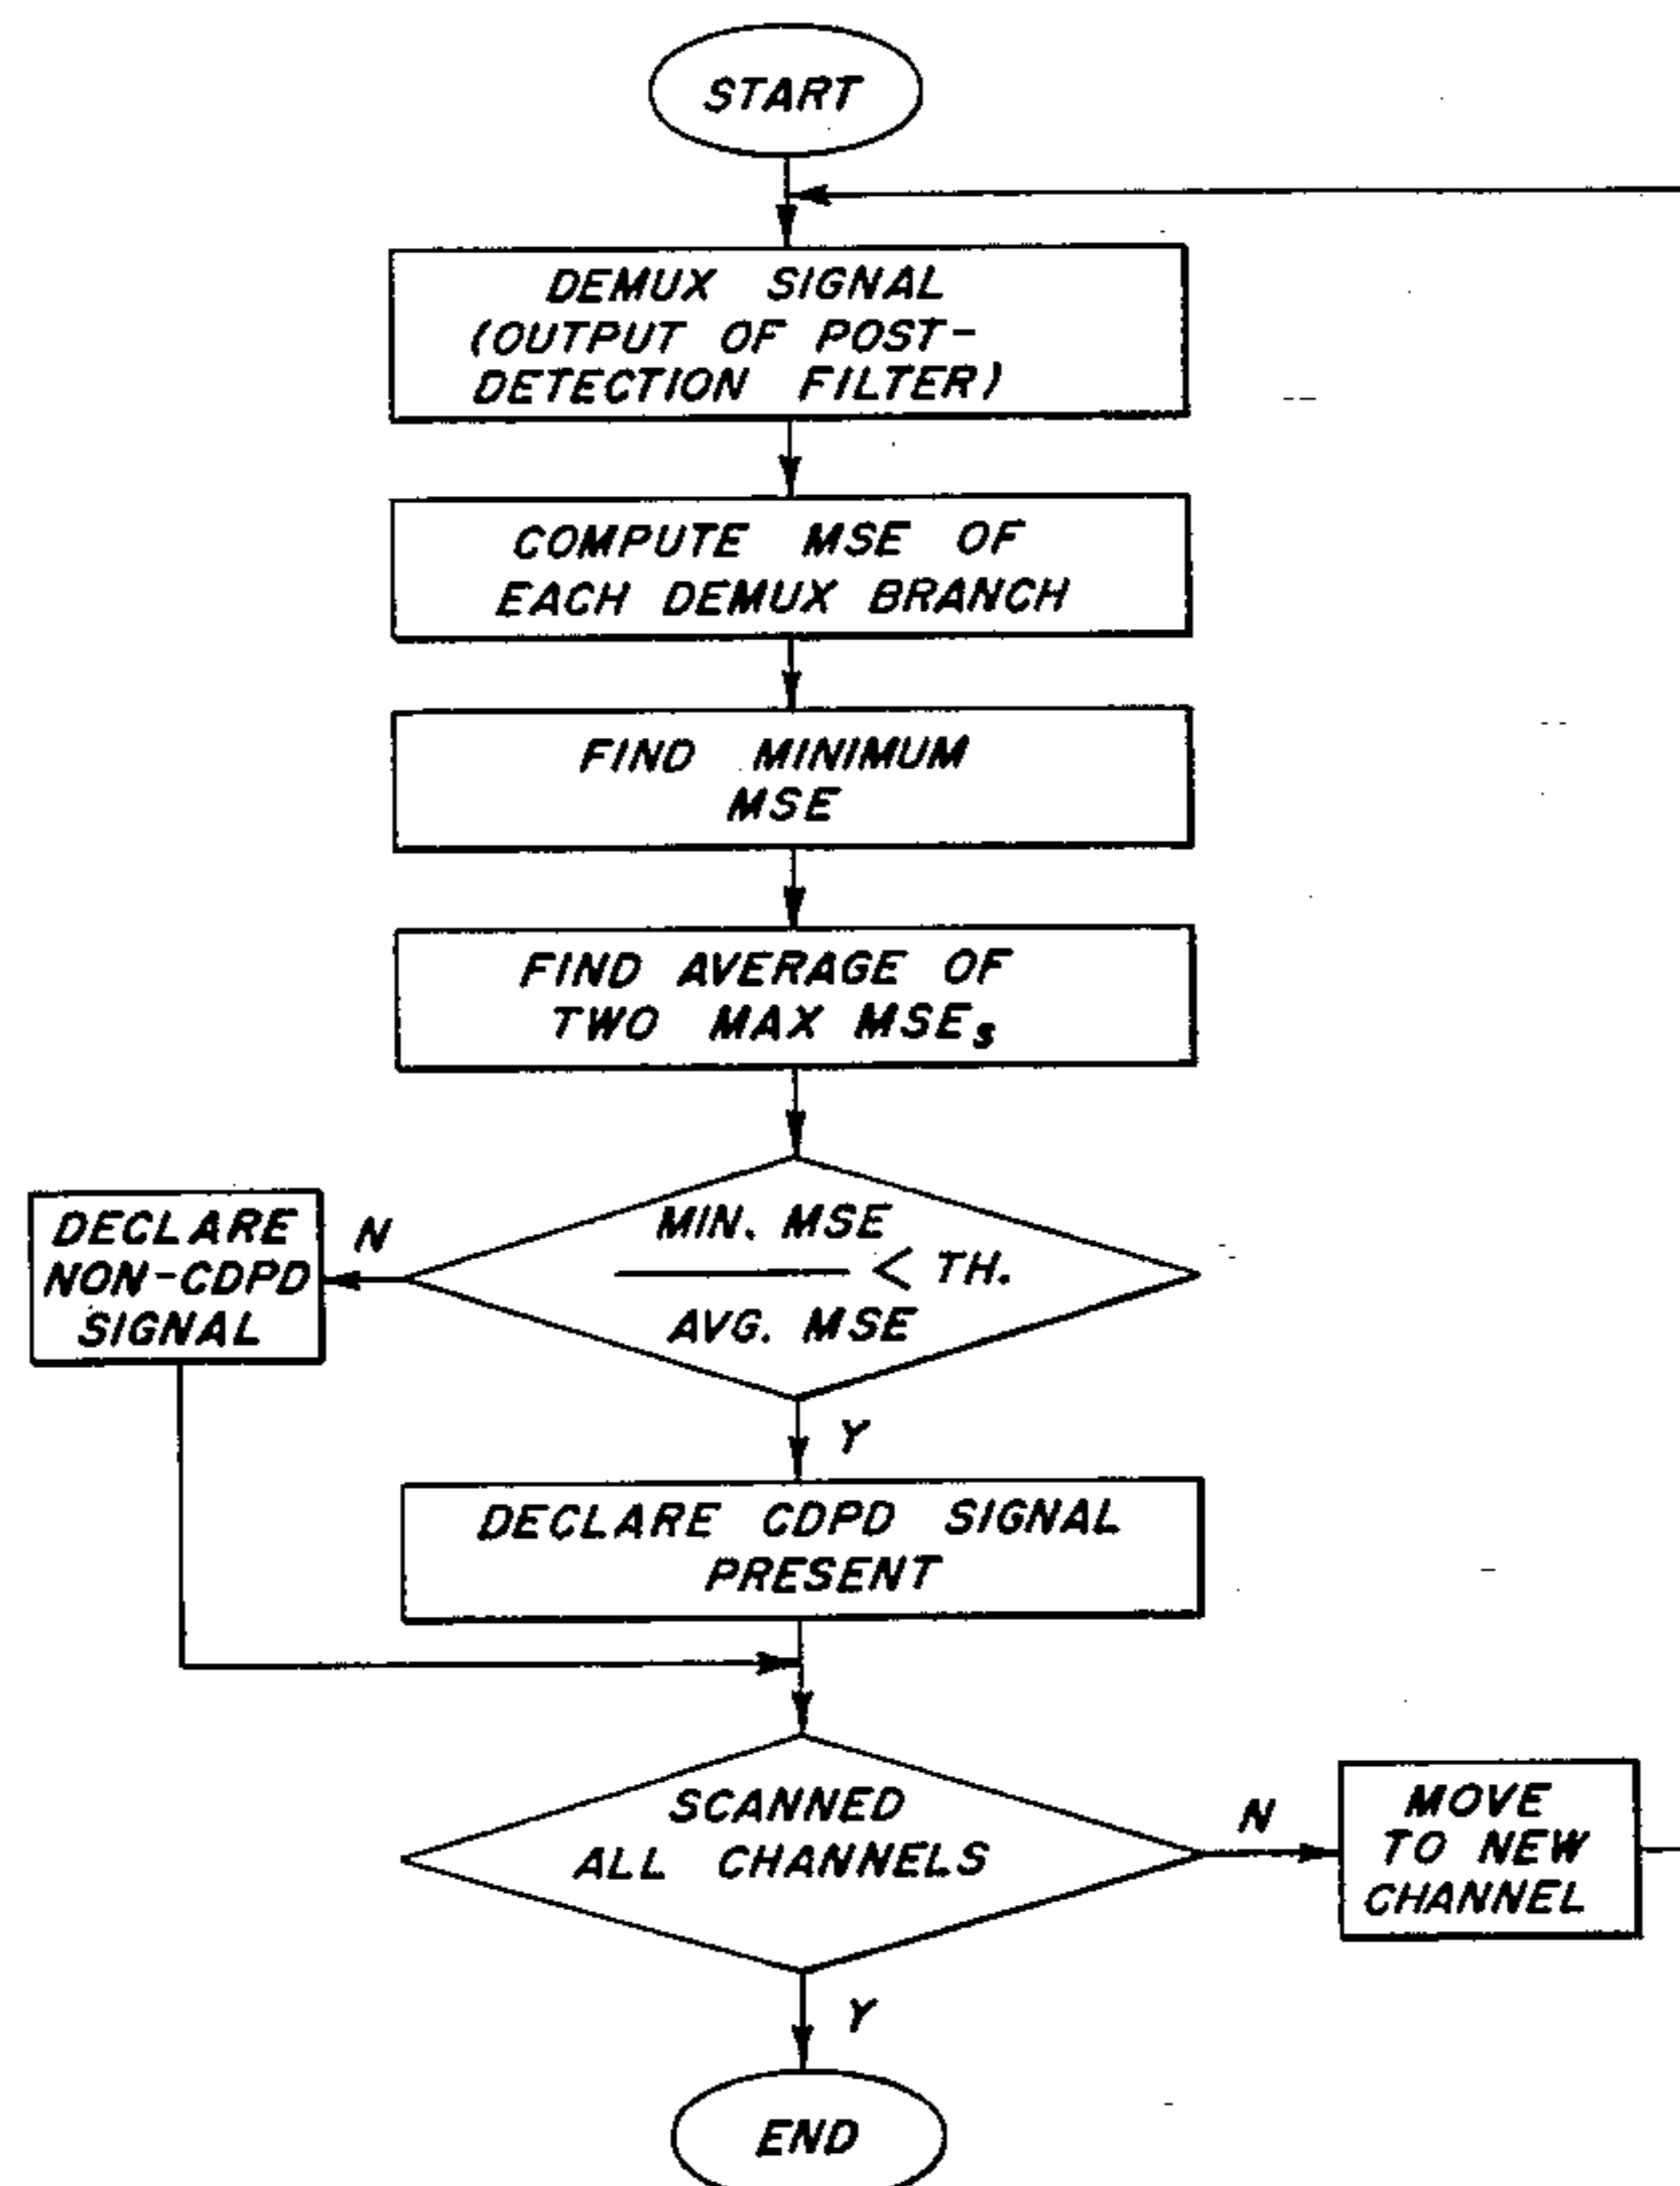 START
DEMUX SIGNAL
(OUTPUT OF POST-
DETECTION FILTER)
COMPUTE MSE OF
EACH DEMUX BRANCH
FIND MINIMUM
MSE
FIND AVERAGE OF
TWO MAX MSEs
MIN. MSE
< TH.
AVG. MSE
N
DECLARE
NON-CDPD
SIGNAL
Y
DECLARE CDPD SIGNAL
PRESENT
SCANNED
ALL CHANNELS
N
MOVE
TO NEW
CHANNEL
Y
END